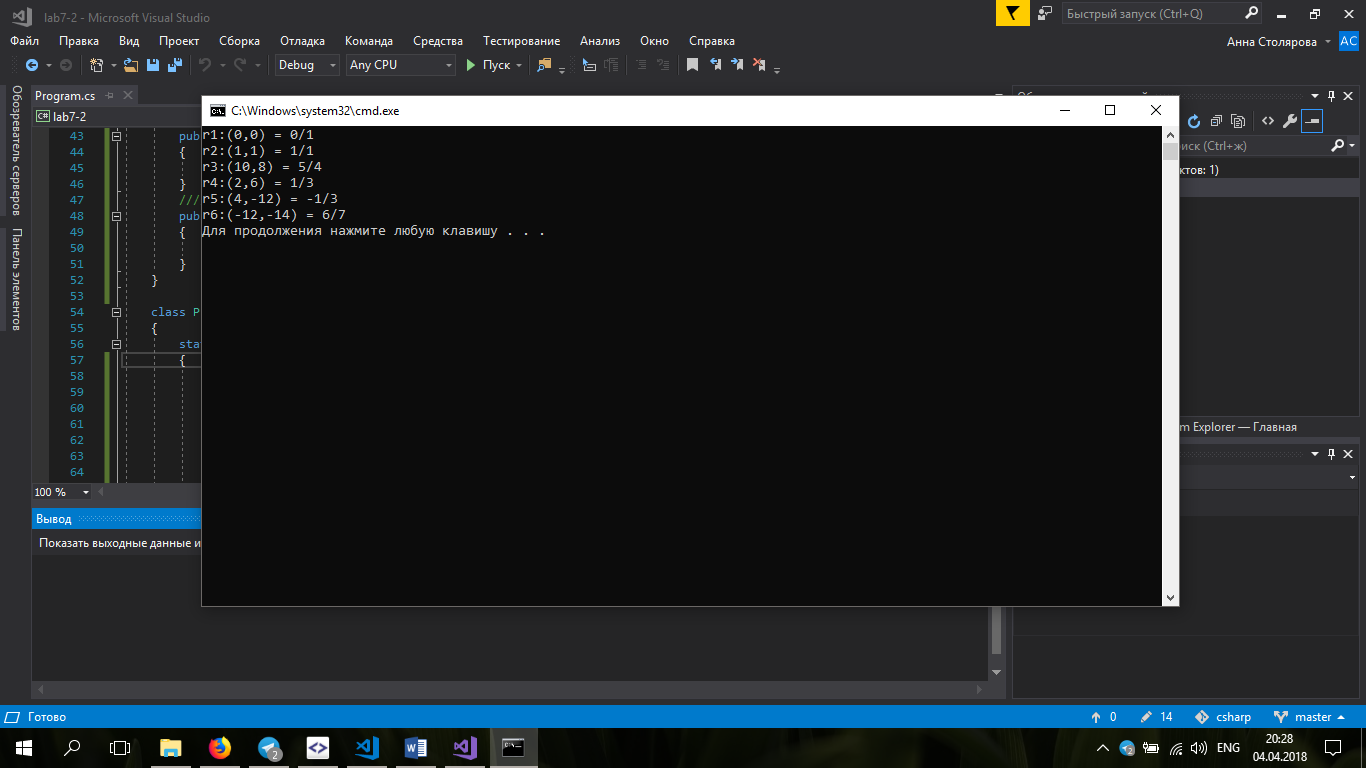 lab7-2 - Microsoft Visual Studio
Быстрый запуск (Ctrl+Q)
Файл Правка Вид Проект Сборка Отладка Команда Средства Тестирование Анализ Окно Справка
Анна Столярова AC
Debug Any CPU Пуск
Обозреватель серверов
Панель элементов
Program.cs
C# lab7-2
C:\Windows\system32\cmd.exe
r1:(0,0) = 0/1
r2:(1,1) = 1/1
r3:(10,8) = 5/4
r4:(2,6) = 1/3
r5:(4,-12) = -1/3
r6:(-12,-14) = 6/7
Для продолжения нажмите любую клавишу . . .
43 pub
44 {
45
46 }
47 ///
48 pub
49 {
50
51 }
52 }
53
54 class P
55 {
56 sta
57 {
58
59
60
61
62
63
64
100 %
иск (Ctrl+ж)
ктов: 1)
m Explorer — Главная
Вывод
Показать выходные данные и
Готово
0 14 csharp master
2 2 ENG 20:28
04.04.2018